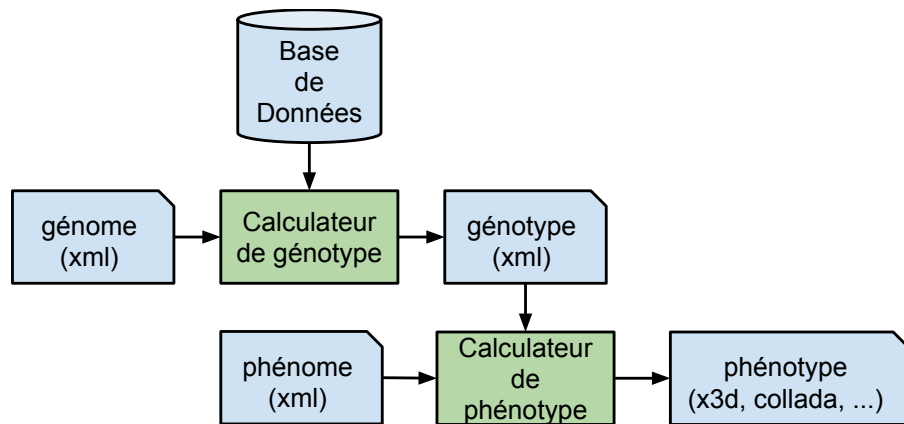 Base
de
Données
génome
(xml)
Calculateur
de génotype
génotype
(xml)
phénome
(xml)
Calculateur
de
phénotype
phénotype
(x3d, collada, ...)